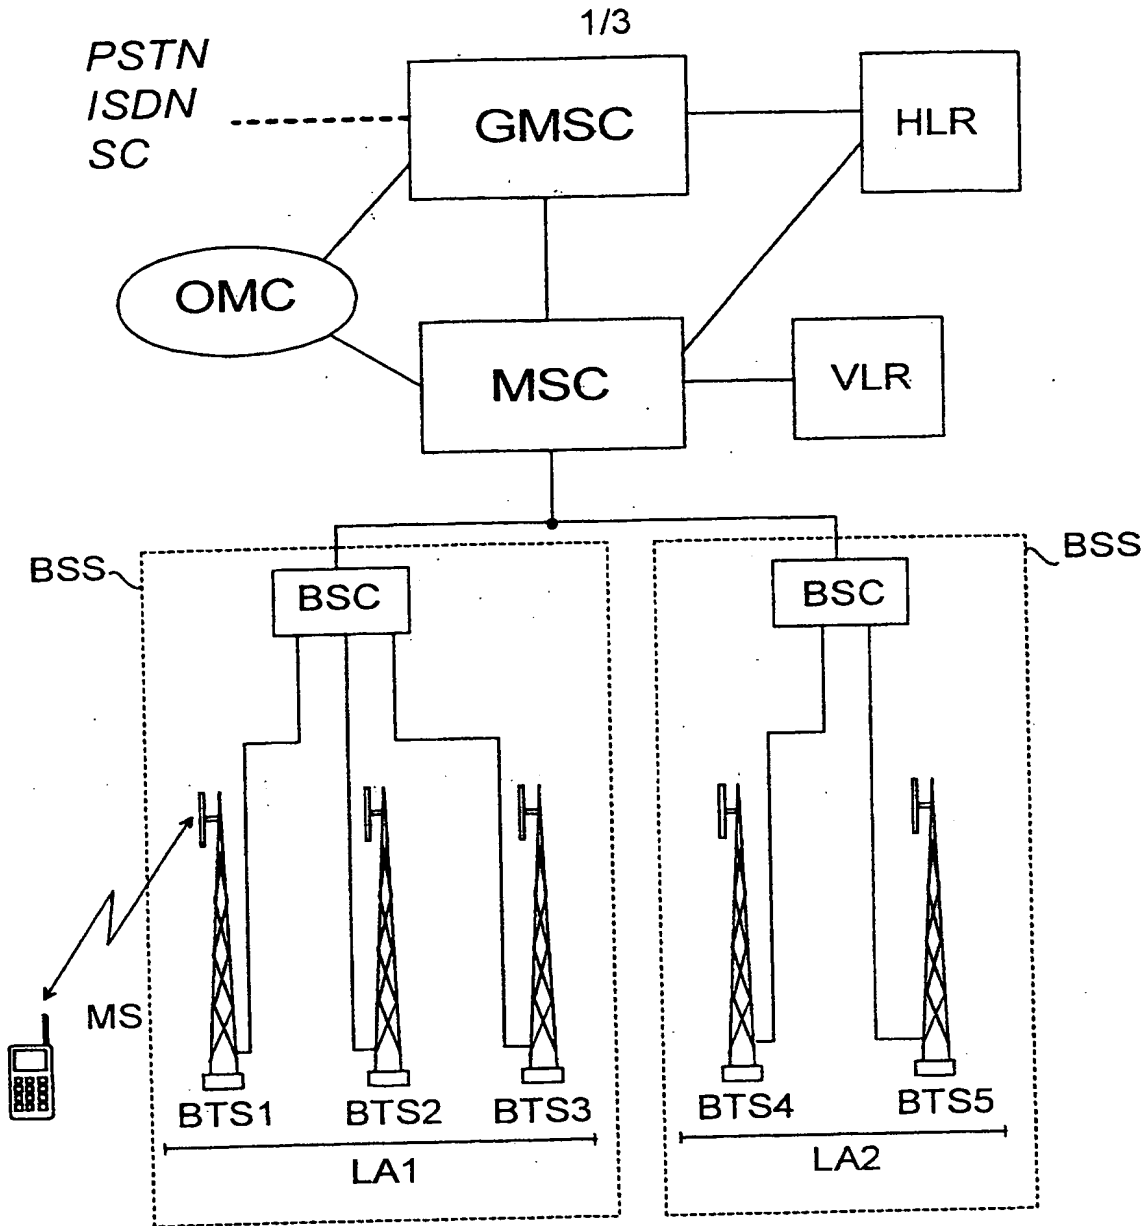 1/3
PSTN
ISDN
SC
GMSC
HLR
OMC
MSC
VLR
BSS
BSS
BSC
BSC
MS
BTS1
BTS2
BTS3
BTS4
BTS5
LA1
LA2